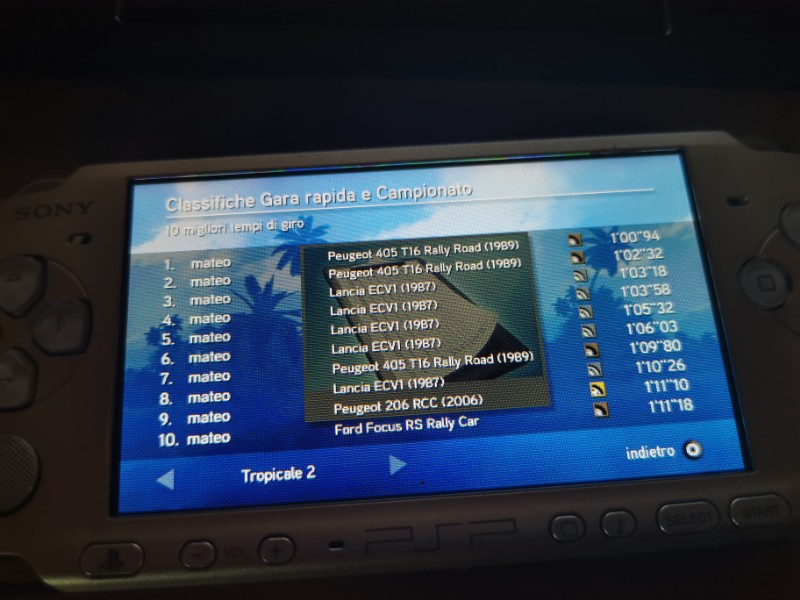 SONY
Classifiche Gara rapida e Campionato
10 migliori tempi di giro
1. mateo Peugeot 405 T16 Rally Road (1989) 1'00"94
2. mateo Peugeot 405 T16 Rally Road (1989) 1'02"32
3. mateo Lancia ECV1 (1987) 1'03"18
4. mateo Lancia ECV1 (1987) 1'03"58
5. mateo Lancia ECV1 (1987) 1'05"32
6. mateo Lancia ECV1 (1987) 1'06"03
7. mateo Peugeot 405 T16 Rally Road (1989) 1'09"80
8. mateo Lancia ECV1 (1987) 1'10"26
9. mateo Peugeot 206 RCC (2006) 1'11"10
10. mateo Ford Focus RS Rally Car 1'11"18
Tropicale 2
indietro
VOL
PSP
SELECT
START